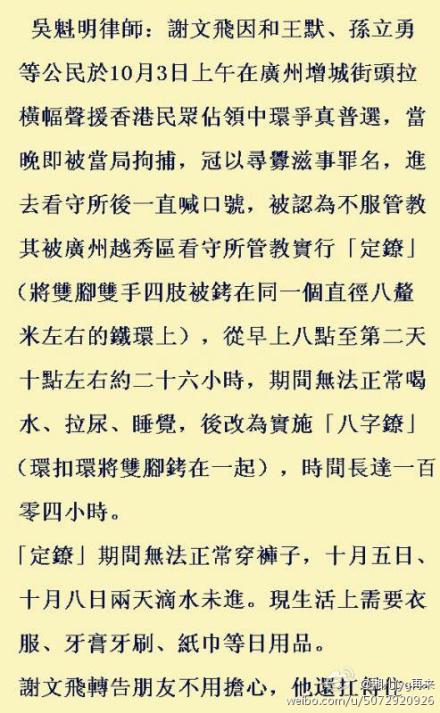 吳魁明律師：謝文飛因和王默、孫立勇
等公民於10月3日上午在廣州增城街頭拉
橫幅聲援香港民眾佔領中環爭真普選，當
晚即被當局拘捕，冠以尋釁滋事罪名，進
去看守所後一直喊口號，被認為不服管教
其被廣州越秀區看守所管教實行「定鐐」
（將雙腳雙手四肢被銬在同一個直徑八釐
米左右的鐵環上），從早上八點至第二天
十點左右約二十六小時，期間無法正常喝
水、拉尿、睡覺，後改為實施「八字鐐」
（環扣環將雙腳銬在一起），時間長達一百
零四小時。
「定鐐」期間無法正常穿褲子，十月五日、
十月八日兩天滴水未進。現生活上需要衣
服、牙膏牙刷、紙巾等日用品。
謝文飛轉告朋友不用擔心，他還扛得住
weibo.com/u/5072920926